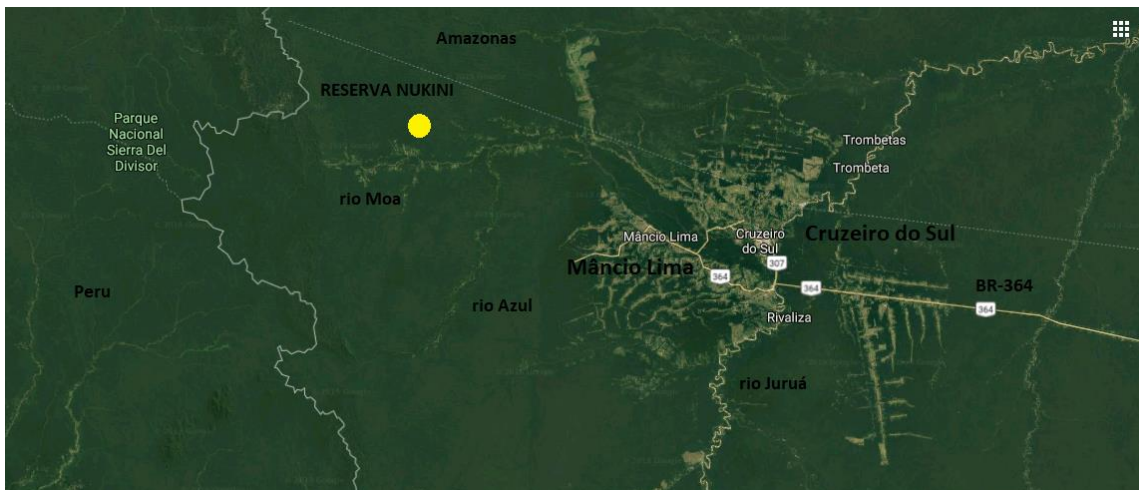 Amazonas
RESERVA NUKINI
Parque
Nacional
Sierra Del
Divisor
Trombetas
Trombeta
rio Moa
Mâncio Lima
Cruzeiro
do Sul
Cruzeiro do Sul
Mâncio Lima
307
364
364
BR-364
364
Peru
rio Azul
Rivaliza
rio Juruá